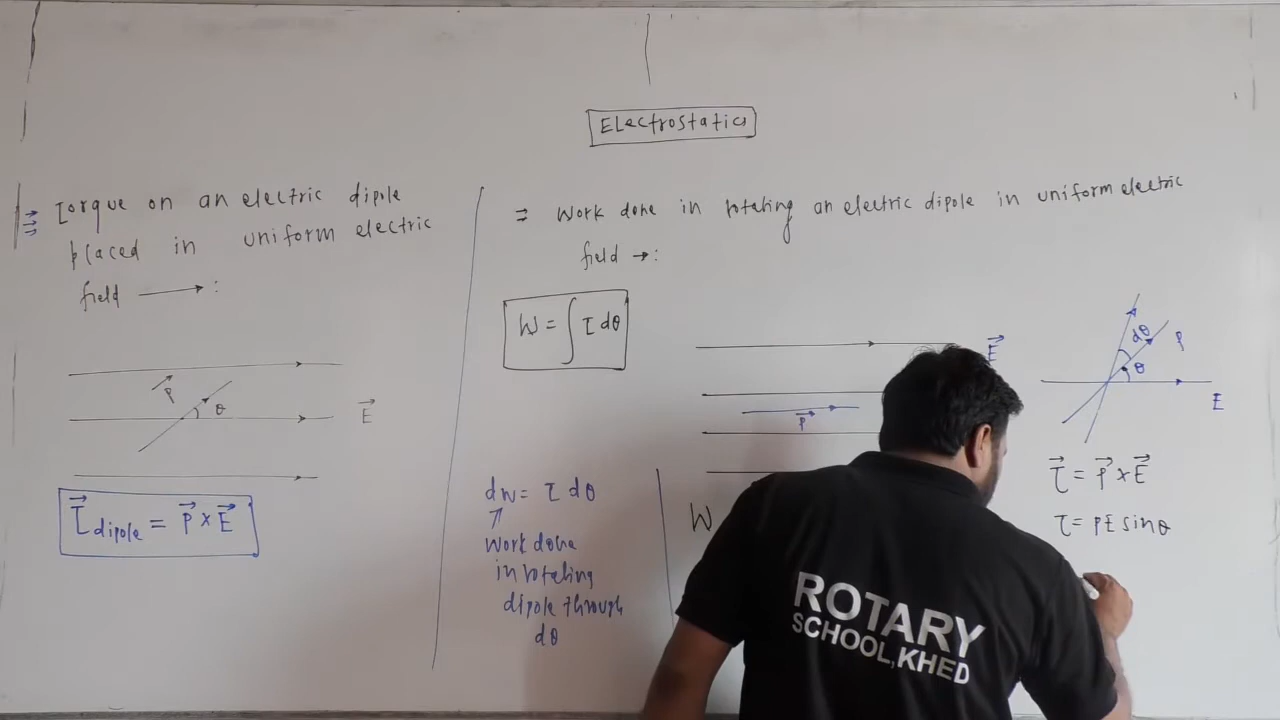 Electrostatics
⇒ Torque on an electric dipole
placed in uniform electric
field ⟶ :
P⃗
θ
E⃗
τ⃗ dipole = P⃗ × E⃗
⇒ Work done in rotating an electric dipole in uniform electric
field → :
W = ∫ τ dθ
E⃗
P⃗
dw = τ dθ
↑
Work done
in rotating
dipole through
dθ
W
dθ
P
θ
E
τ⃗ = P⃗ × E⃗
τ = PE sinθ
ROTARY
SCHOOL, KHED